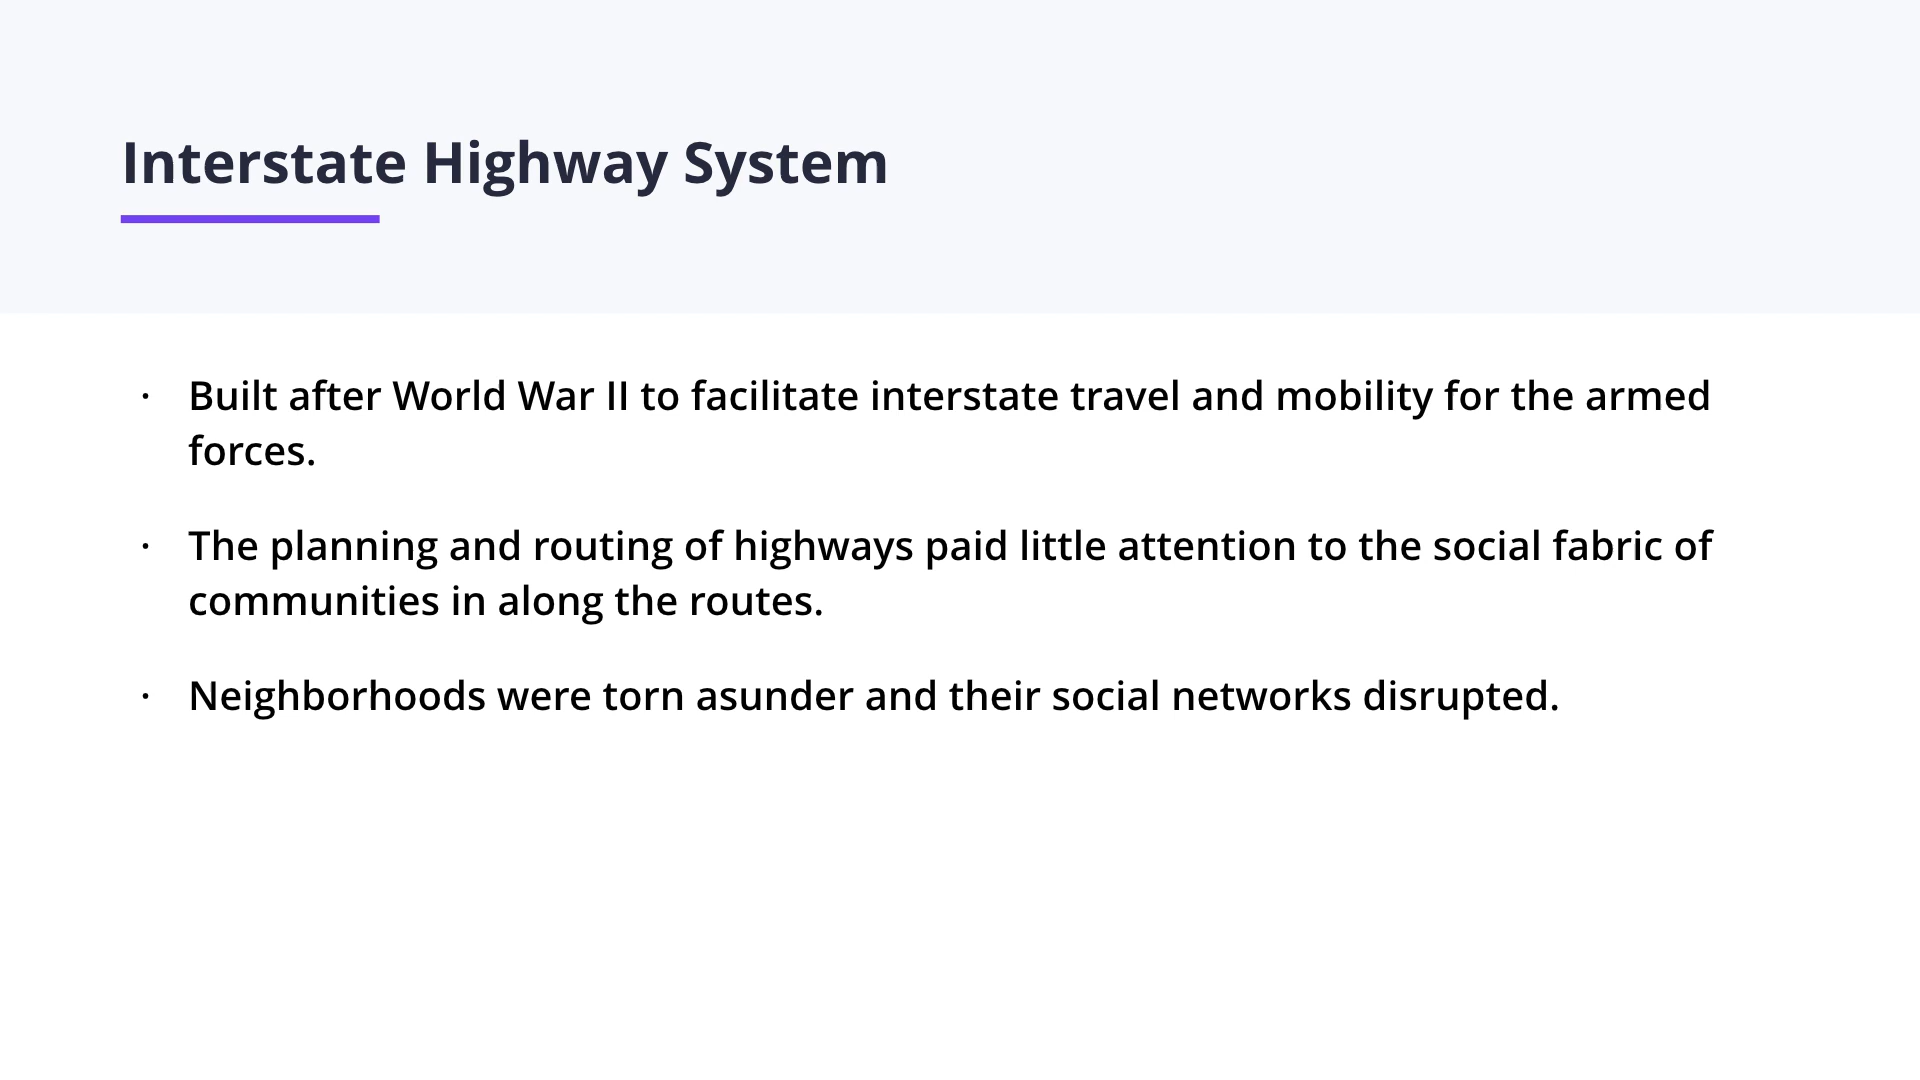 Interstate Highway System
· Built after World War II to facilitate interstate travel and mobility for the armed
forces.
· The planning and routing of highways paid little attention to the social fabric of
communities in along the routes.
· Neighborhoods were torn asunder and their social networks disrupted.